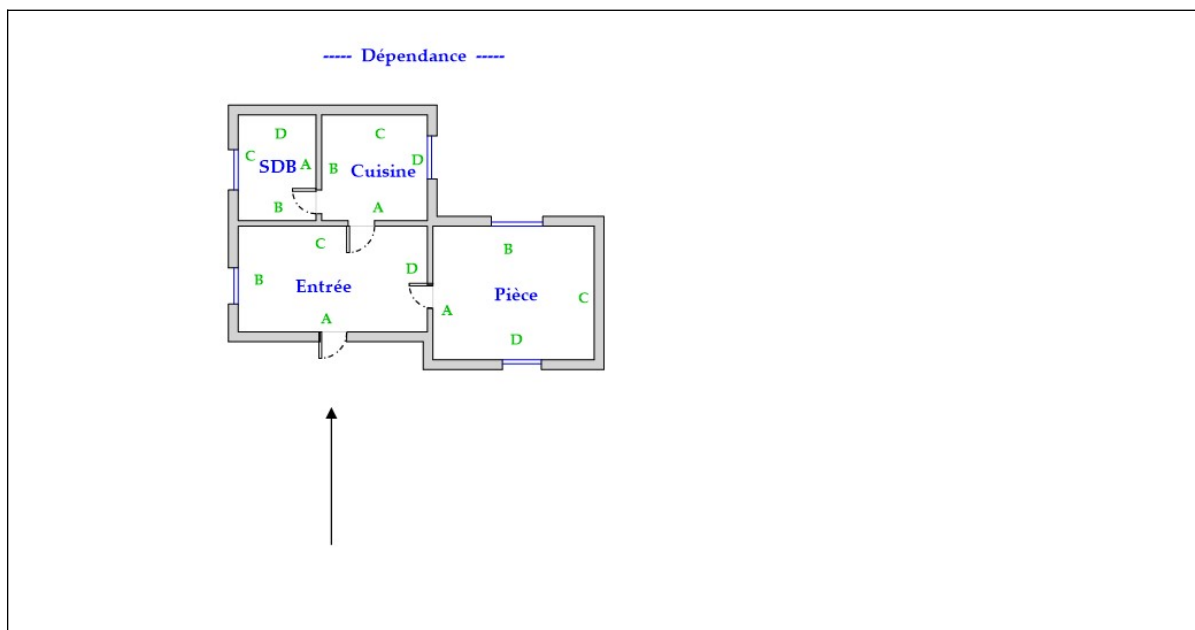 ----- Dépendance -----
D
C
C
SDB
A
B
Cuisine
D
B
A
C
B
D
B
Entrée
D
Pièce
C
A
A
D